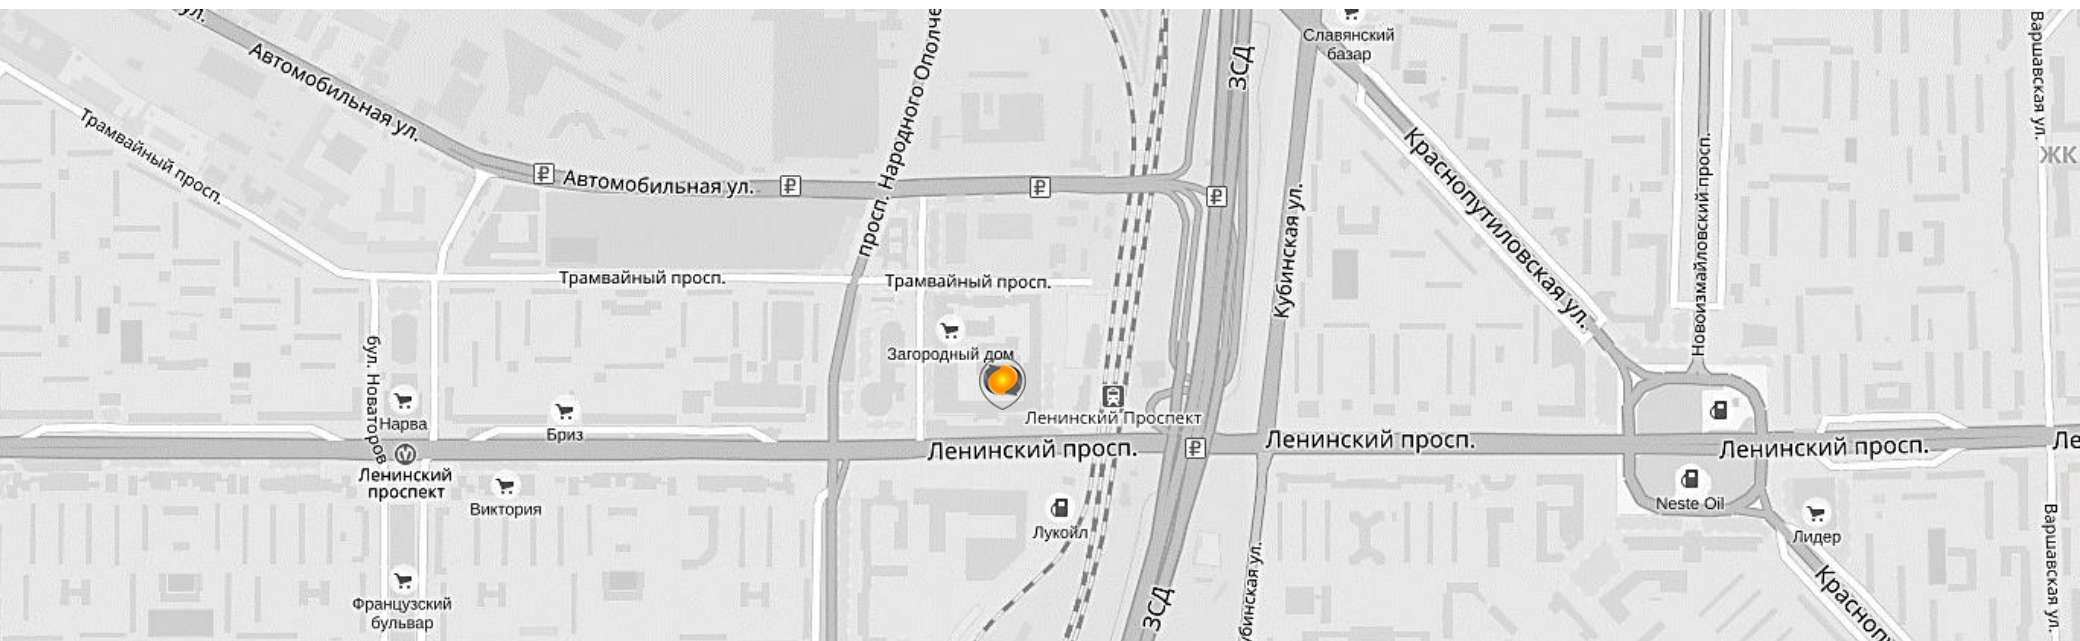 ул.
Автомобильная ул.
Трамвайный просп.
просп. Народного Ополче
ЗСД
Славянский
базар
Варшавская ул.
ЖК
Краснопутиловская ул.
Новоизмайловский просп.
₽
Автомобильная ул.
₽
₽
₽
Кубинская ул.
Трамвайный просп.
Трамвайный просп.
бул. Новаторов
Загородный дом
Нарва
Бриз
Ленинский Проспект
Ленинский просп.
₽
Ленинский просп.
Ленинский просп.
Ле
Ленинский
проспект
Виктория
Лукойл
Neste Oil
Лидер
Варшавская ул.
убинская ул.
ЗСД
Французский
бульвар
Красноп